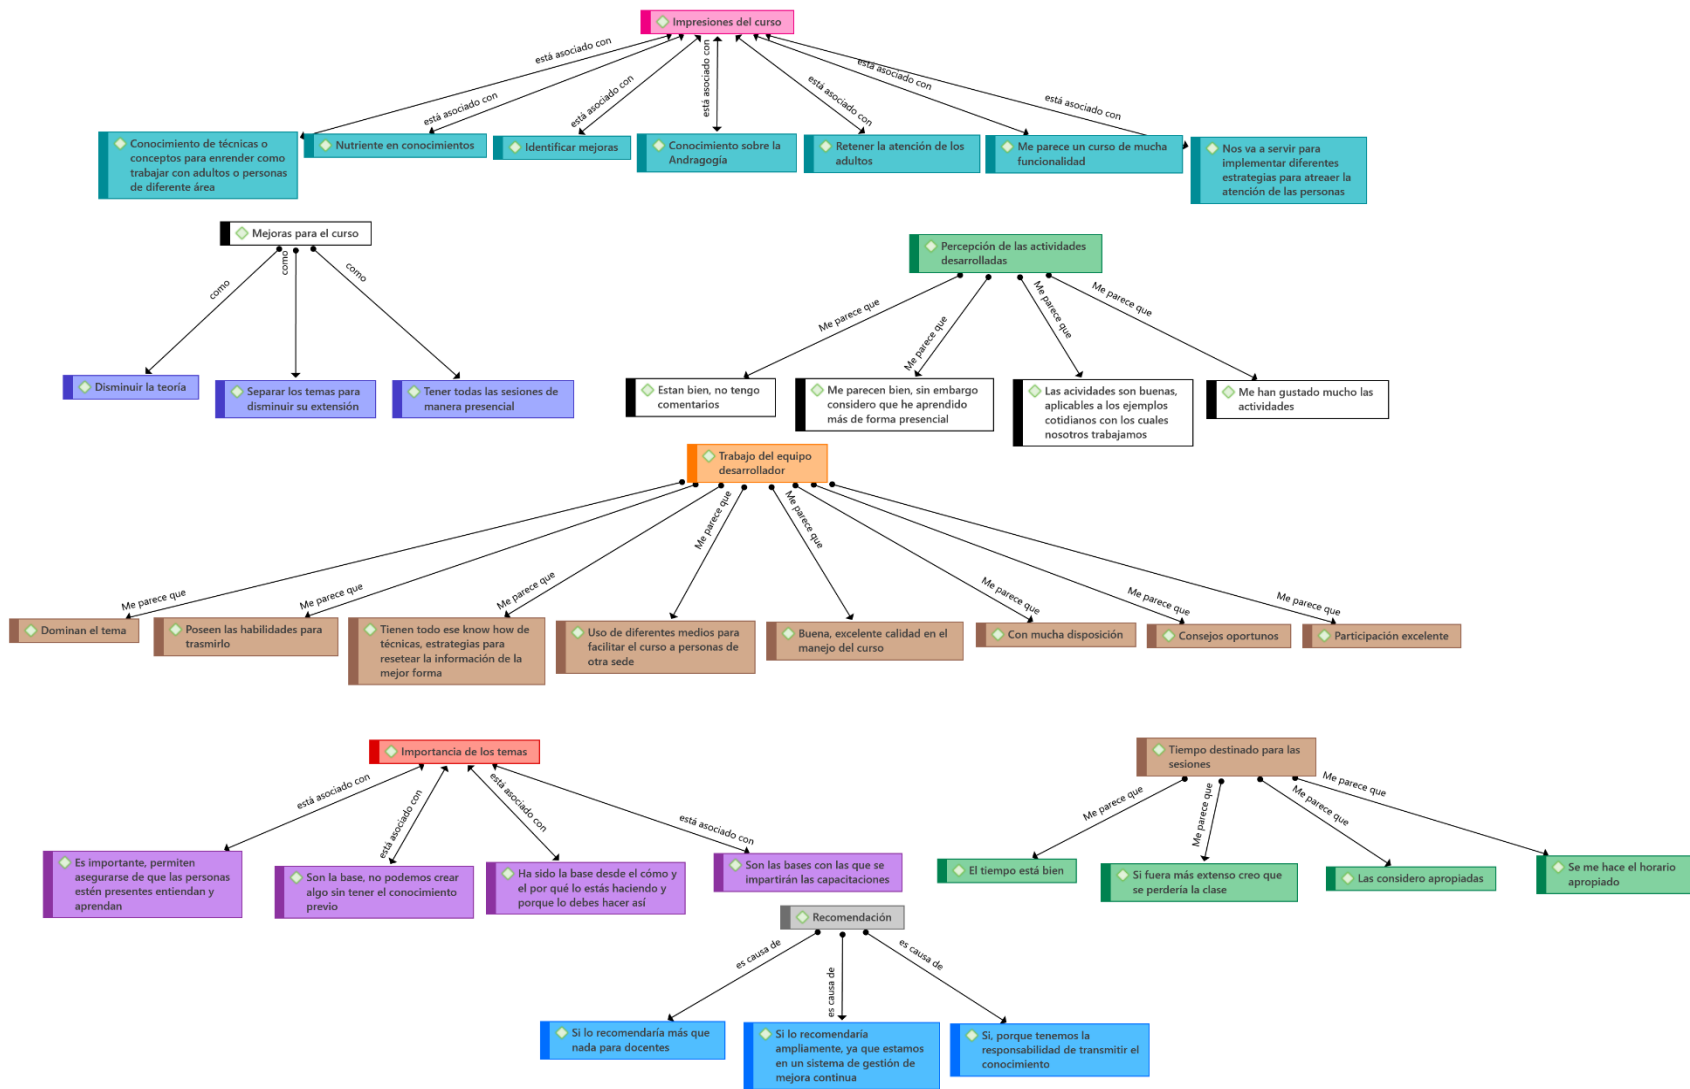 Impresiones del curso
está asociado con
está asociado con
está asociado con
está asociado con
está asociado con
está asociado con
está asociado con
Conocimiento de técnicas o
conceptos para enrender como
trabajar con adultos o personas
de diferente área
Nutriente en conocimientos
Identificar mejoras
Conocimiento sobre la
Andragogía
Retener la atención de los
adultos
Me parece un curso de mucha
funcionalidad
Nos va a servir para
implementar diferentes
estrategias para atreaer la
atención de las personas
Mejoras para el curso
como
como
como
Disminuir la teoría
Separar los temas para
disminuir su extensión
Tener todas las sesiones de
manera presencial
Percepción de las actividades
desarrolladas
Me parece que
Me parece que
Me parece que
Me parece que
Estan bien, no tengo
comentarios
Me parecen bien, sin embargo
considero que he aprendido
más de forma presencial
Las acividades son buenas,
aplicables a los ejemplos
cotidianos con los cuales
nosotros trabajamos
Me han gustado mucho las
actividades
Trabajo del equipo
desarrollador
Me parece que
Me parece que
Me parece que
Me parece que
Me parece que
Me parece que
Me parece que
Me parece que
Dominan el tema
Poseen las habilidades para
trasmirlo
Tienen todo ese know how de
técnicas, estrategias para
resetear la información de la
mejor forma
Uso de diferentes medios para
facilitar el curso a personas de
otra sede
Buena, excelente calidad en el
manejo del curso
Con mucha disposición
Consejos oportunos
Participación excelente
Importancia de los temas
está asociado con
está asociado con
está asociado con
está asociado con
Es importante, permiten
asegurarse de que las personas
estén presentes entiendan y
aprendan
Son la base, no podemos crear
algo sin tener el conocimiento
previo
Ha sido la base desde el cómo y
el por qué lo estás haciendo y
porque lo debes hacer así
Son las bases con las que se
impartirán las capacitaciones
Tiempo destinado para las
sesiones
Me parece que
Me parece que
Me parece que
Me parece que
El tiempo está bien
Si fuera más extenso creo que
se perdería la clase
Las considero apropiadas
Se me hace el horario
apropiado
Recomendación
es causa de
es causa de
es causa de
Si lo recomendaría más que
nada para docentes
Si lo recomendaría
ampliamente, ya que estamos
en un sistema de gestión de
mejora continua
Si, porque tenemos la
responsabilidad de transmitir el
conocimiento